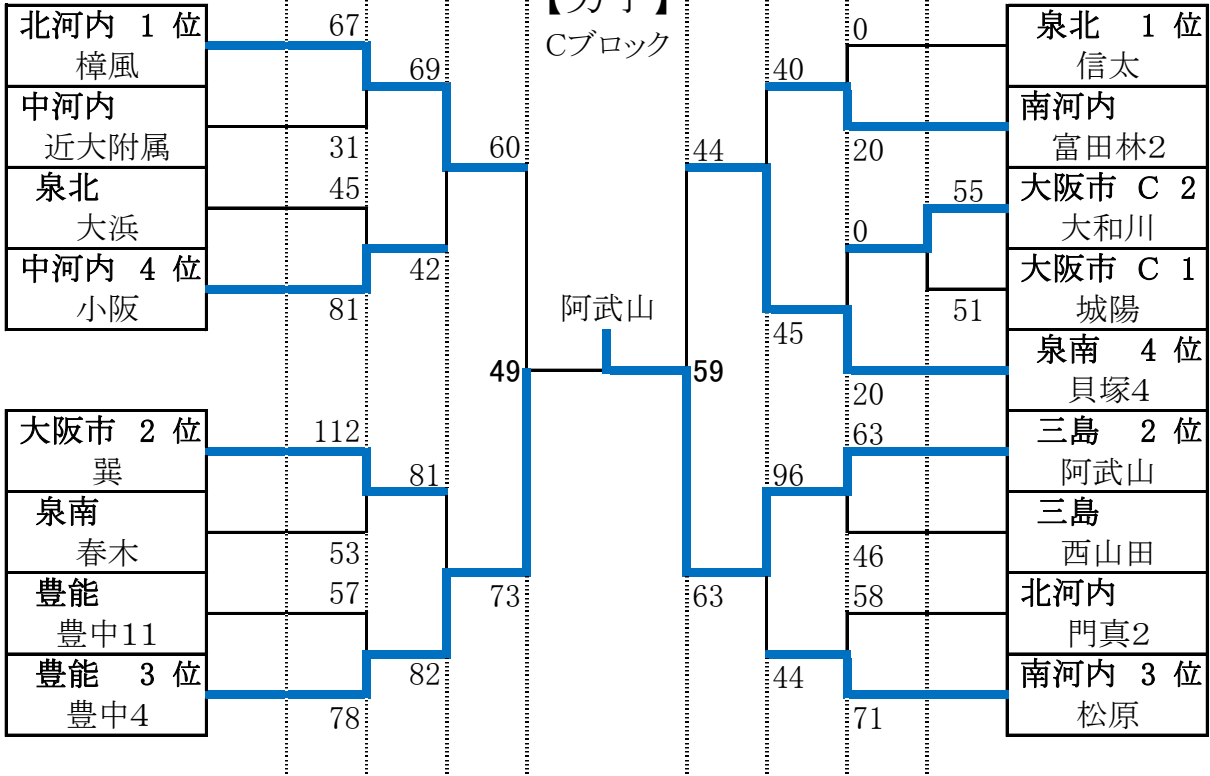 【男子】
Cブロック
北河内 1 位
樟風
中河内
近大附属
泉北
大浜
中河内 4 位
小阪
大阪市 2 位
巽
泉南
春木
豊能
豊中11
豊能 3 位
豊中4
67
31
45
81
112
53
57
78
69
42
81
82
60
73
49
阿武山
59
44
63
40
45
96
44
0
20
0
20
63
46
58
71
55
51
泉北 1 位
信太
南河内
富田林2
大阪市 C 2
大和川
大阪市 C 1
城陽
泉南 4 位
貝塚4
三島 2 位
阿武山
三島
西山田
北河内
門真2
南河内 3 位
松原